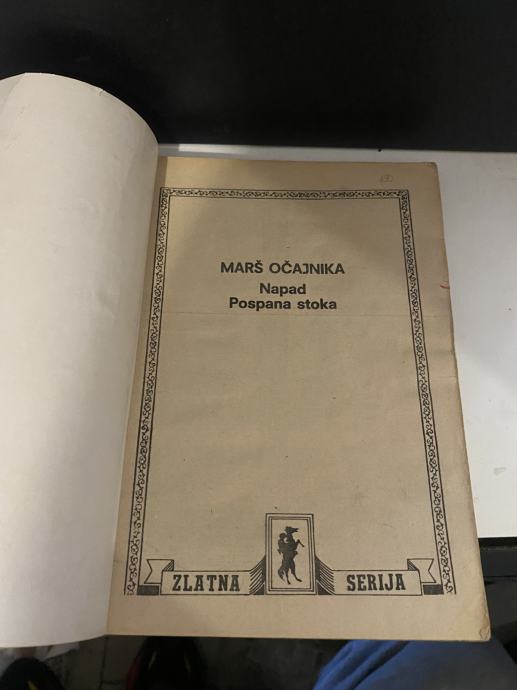 MARŠ OČAJNIKA
Napad
Pospana stoka
ZLATNA SERIJA